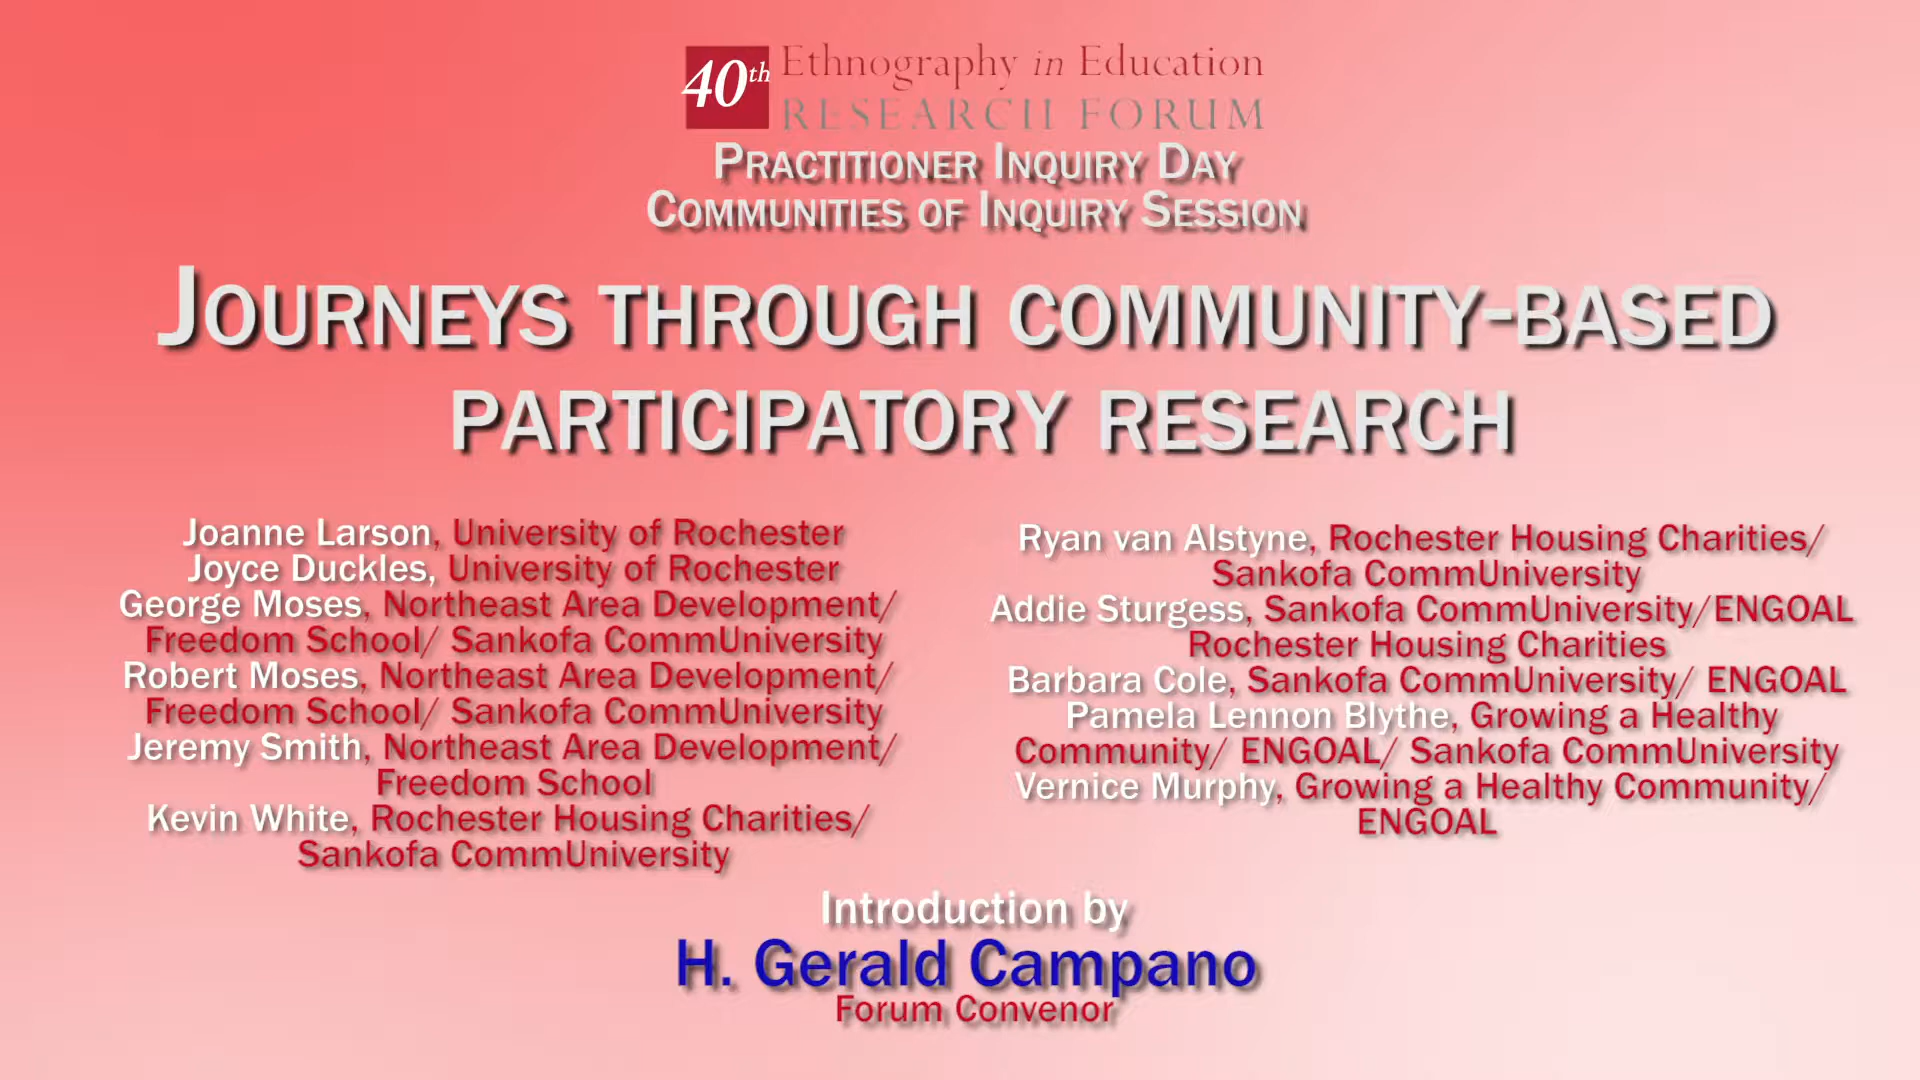 40th Ethnography in Education
RESEARCH FORUM
PRACTITIONER INQUIRY DAY
COMMUNITIES OF INQUIRY SESSION
JOURNEYS THROUGH COMMUNITY-BASED
PARTICIPATORY RESEARCH
Joanne Larson, University of Rochester
Joyce Duckles, University of Rochester
George Moses, Northeast Area Development/
Freedom School/ Sankofa CommUniversity
Robert Moses, Northeast Area Development/
Freedom School/ Sankofa CommUniversity
Jeremy Smith, Northeast Area Development/
Freedom School
Kevin White, Rochester Housing Charities/
Sankofa CommUniversity
Ryan van Alstyne, Rochester Housing Charities/
Sankofa CommUniversity
Addie Sturgess, Sankofa CommUniversity/ENGOAL
Rochester Housing Charities
Barbara Cole, Sankofa CommUniversity/ ENGOAL
Pamela Lennon Blythe, Growing a Healthy
Community/ ENGOAL/ Sankofa CommUniversity
Vernice Murphy, Growing a Healthy Community/
ENGOAL
Introduction by
H. Gerald Campano
Forum Convenor